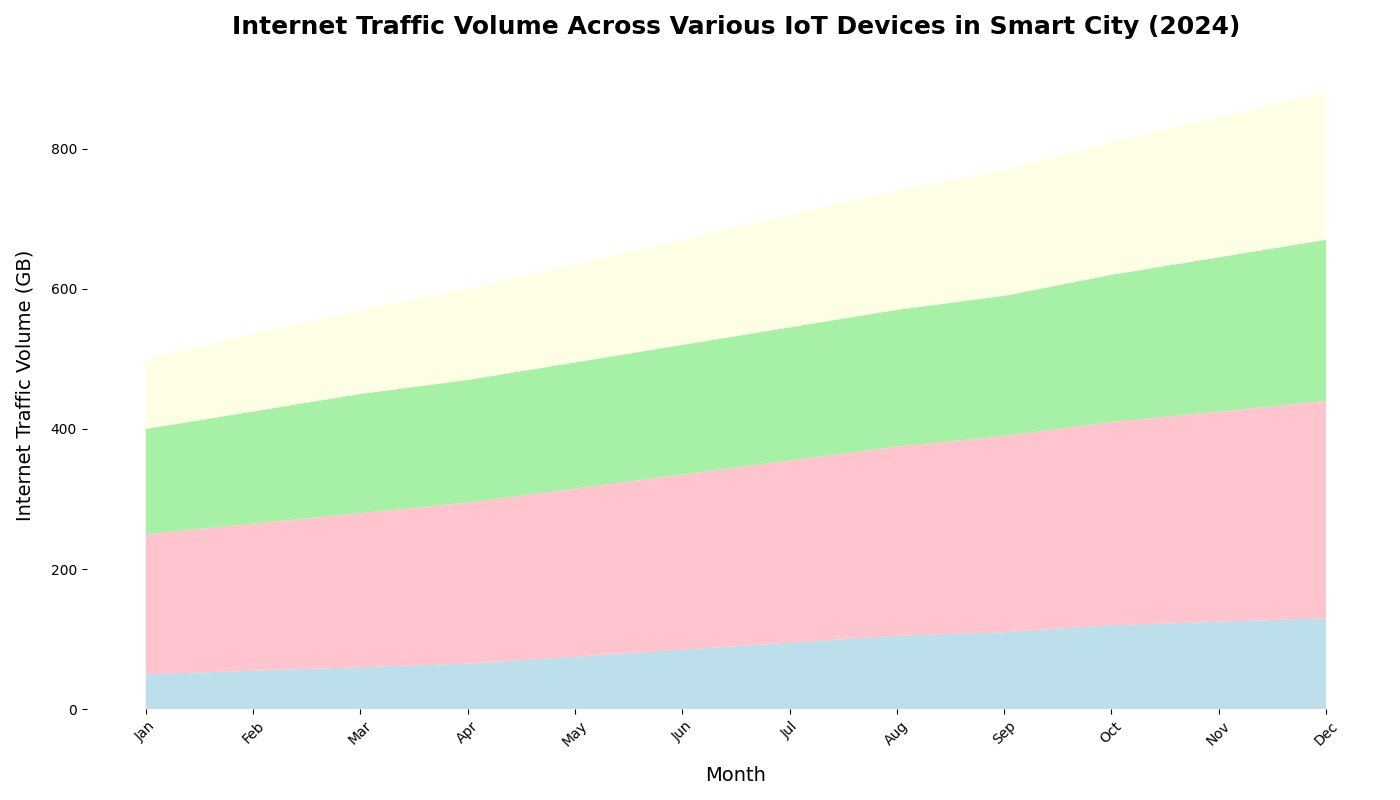 Internet Traffic Volume Across Various IoT Devices in Smart City (2024)
Internet Traffic Volume (GB)
800
600
400
200
0
Jan
Feb
Mar
Apr
May
Jun
Jul
Aug
Sep
Oct
Nov
Dec
Month